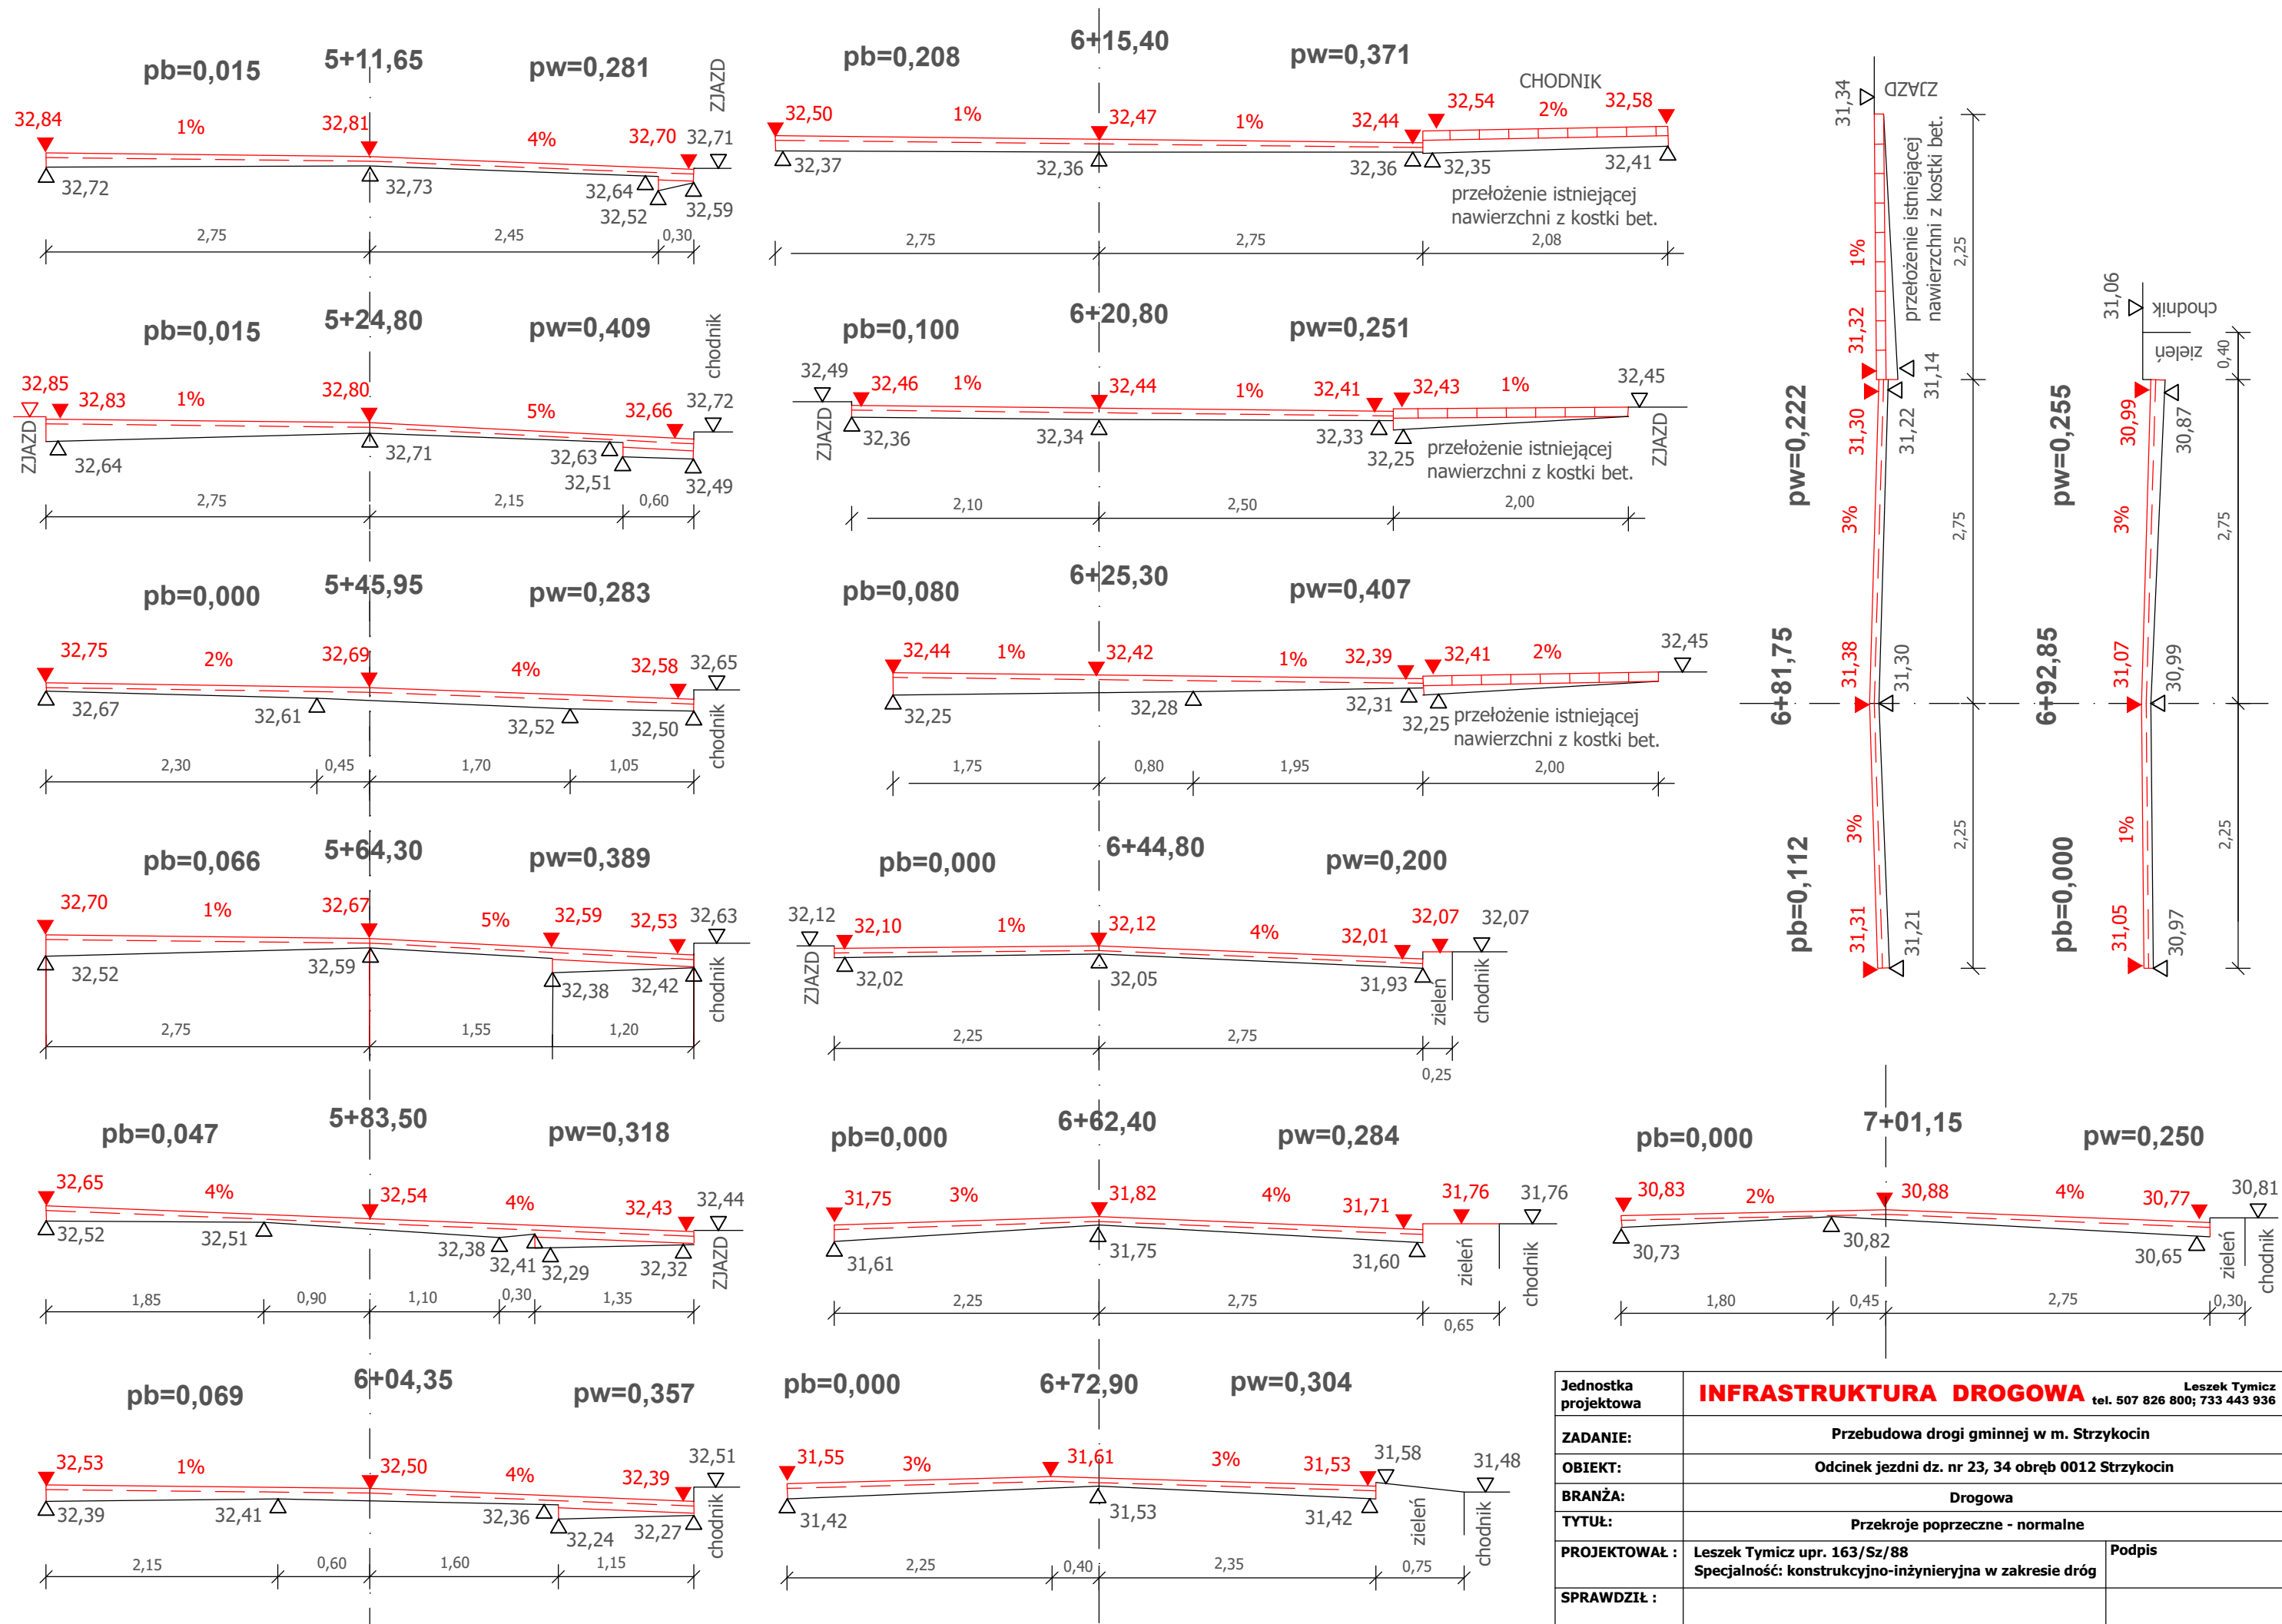 pb=0,015 5+11,65 pw=0,281
ZJAZD
32,84 1% 32,81 4% 32,70 32,71
32,72 32,73 32,64 32,52 32,59
2,75 2,45 0,30
pb=0,015 5+24,80 pw=0,409
chodnik
32,85 32,83 1% 32,80 5% 32,66 32,72
ZJAZD 32,64 32,71 32,63 32,51 32,49
2,75 2,15 0,60
pb=0,000 5+45,95 pw=0,283
32,75 2% 32,69 4% 32,58 32,65
32,67 32,61 32,52 32,50 chodnik
2,30 0,45 1,70 1,05
pb=0,066 5+64,30 pw=0,389
32,70 1% 32,67 5% 32,59 32,53 32,63
32,52 32,59 32,38 32,42 chodnik
2,75 1,55 1,20
pb=0,047 5+83,50 pw=0,318
32,65 4% 32,54 4% 32,43 32,44
32,52 32,51 32,38 32,41 32,29 32,32 ZJAZD
1,85 0,90 1,10 0,30 1,35
pb=0,069 6+04,35 pw=0,357
32,53 1% 32,50 4% 32,39 32,51
32,39 32,41 32,36 32,24 32,27 chodnik
2,15 0,60 1,60 1,15
pb=0,208 6+15,40 pw=0,371
CHODNIK
32,50 1% 32,47 1% 32,44 32,54 2% 32,58
32,37 32,36 32,36 32,35 32,41
przełożenie istniejącej
nawierzchni z kostki bet.
2,75 2,75 2,08
pb=0,100 6+20,80 pw=0,251
32,49 32,46 1% 32,44 1% 32,41 32,43 1% 32,45
ZJAZD 32,36 32,34 32,33 32,25 ZJAZD
przełożenie istniejącej
nawierzchni z kostki bet.
2,10 2,50 2,00
pb=0,080 6+25,30 pw=0,407
32,44 1% 32,42 1% 32,39 32,41 2% 32,45
32,25 32,28 32,31 32,25
przełożenie istniejącej
nawierzchni z kostki bet.
1,75 0,80 1,95 2,00
pb=0,000 6+44,80 pw=0,200
32,12 32,10 1% 32,12 4% 32,01 32,07 32,07
ZJAZD 32,02 32,05 31,93 zieleń chodnik
2,25 2,75 0,25
pb=0,000 6+62,40 pw=0,284
31,75 3% 31,82 4% 31,71 31,76 31,76
31,61 31,75 31,60 zieleń chodnik
2,25 2,75 0,65
pb=0,000 6+72,90 pw=0,304
31,55 3% 31,61 3% 31,53 31,58 31,48
31,42 31,53 31,42 zieleń chodnik
2,25 0,40 2,35 0,75
pb=0,112 6+81,75 pw=0,222
31,31 3% 31,38 3% 31,30 31,32 1% 31,34
ZJAZD
31,21 31,30 31,22 31,14
przełożenie istniejącej
nawierzchni z kostki bet.
2,25 2,75 2,25
pb=0,000 6+92,85 pw=0,255
31,05 1% 31,07 3% 30,99 31,06
30,97 30,99 30,87 zieleń chodnik
2,25 2,75 0,40
pb=0,000 7+01,15 pw=0,250
30,83 2% 30,88 4% 30,77 30,81
30,73 30,82 30,65 zieleń chodnik
1,80 0,45 2,75 0,30
Jednostka
projektowa
INFRASTRUKTURA DROGOWA
Leszek Tymicz
tel. 507 826 800; 733 443 936
ZADANIE: Przebudowa drogi gminnej w m. Strzykocin
OBIEKT: Odcinek jezdni dz. nr 23, 34 obręb 0012 Strzykocin
BRANŻA: Drogowa
TYTUŁ: Przekroje poprzeczne - normalne
PROJEKTOWAŁ : Leszek Tymicz upr. 163/Sz/88
Specjalność: konstrukcyjno-inżynieryjna w zakresie dróg
Podpis
SPRAWDZIŁ :